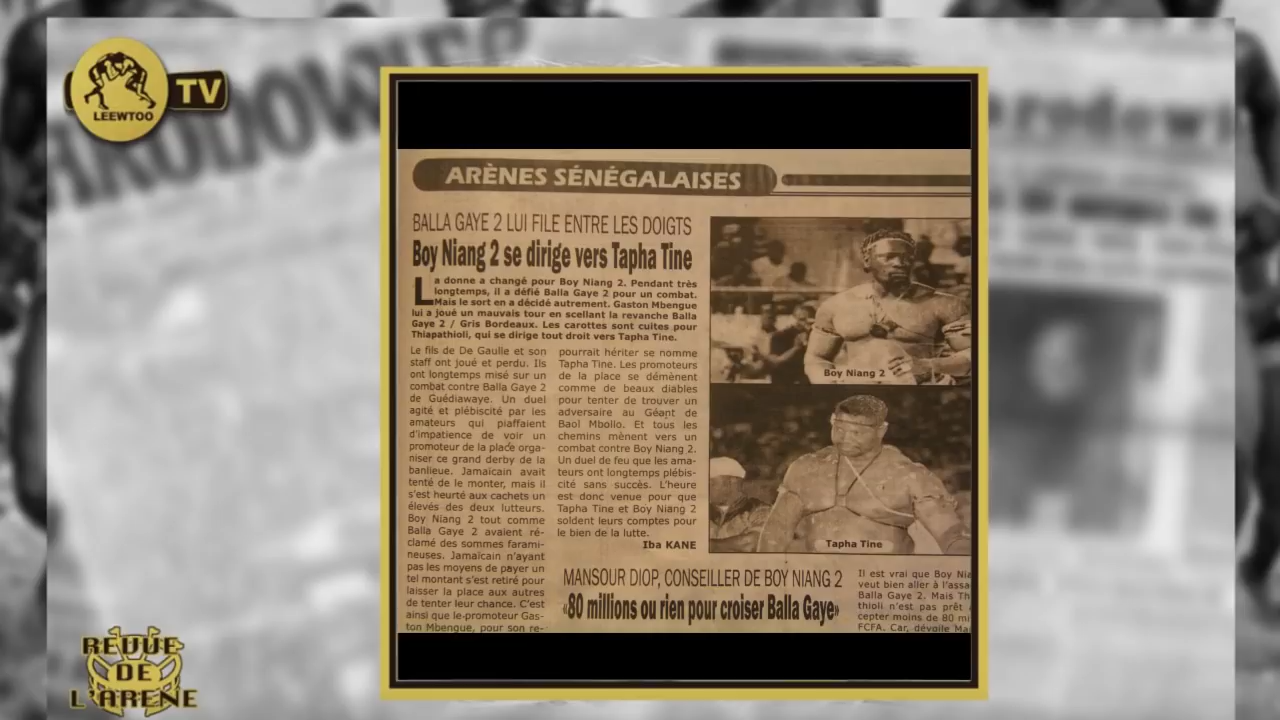 LEEWTOO
TV
ARÈNES SÉNÉGALAISES
BALLA GAYE 2 LUI FILE ENTRE LES DOIGTS
Boy Niang 2 se dirige vers Tapha Tine
La donne a changé pour Boy Niang 2. Pendant très
longtemps, il a défié Balla Gaye 2 pour un combat.
Mais le sort en a décidé autrement. Gaston Mbengue
lui a joué un mauvais tour en scellant la revanche Balla
Gaye 2 / Gris Bordeaux. Les carottes sont cuites pour
Thiapathioli, qui se dirige tout droit vers Tapha Tine.
Le fils de De Gaulle et son
staff ont joué et perdu. Ils
ont longtemps misé sur un
combat contre Balla Gaye 2
de Guédiawaye. Un duel
agité et plébiscité par les
amateurs qui piaffaient
d'impatience de voir un
promoteur de la place orga-
niser ce grand derby de la
banlieue. Jamaïcain avait
tenté de le monter, mais il
s'est heurté aux cachets un
élevés des deux lutteurs.
Boy Niang 2 tout comme
Balla Gaye 2 avaient ré-
clamé des sommes farami-
neuses. Jamaïcain n'ayant
pas les moyens de payer un
tel montant s'est retiré pour
laisser la place aux autres
de tenter leur chance. C'est
ainsi que le promoteur Gas-
ton Mbengue, pour son re-
pourrait hériter se nomme
Tapha Tine. Les promoteurs
de la place se démènent
comme de beaux diables
pour tenter de trouver un
adversaire au Géant de
Baol Mbollo. Et tous les
chemins mènent vers un
combat contre Boy Niang 2.
Un duel de feu que les ama-
teurs ont longtemps plébis-
cité sans succès. L'heure
est donc venue pour que
Tapha Tine et Boy Niang 2
soldent leurs comptes pour
le bien de la lutte.
Iba KANE
Boy Niang 2
Tapha Tine
MANSOUR DIOP, CONSEILLER DE BOY NIANG 2
«80 millions ou rien pour croiser Balla Gaye»
Il est vrai que Boy Nia
veut bien aller à l'assa
Balla Gaye 2. Mais Th
thioli n'est pas prêt
cepter moins de 80 mi
FCFA. Car, dévoile Ma
REVUE
DE
L'ARENE